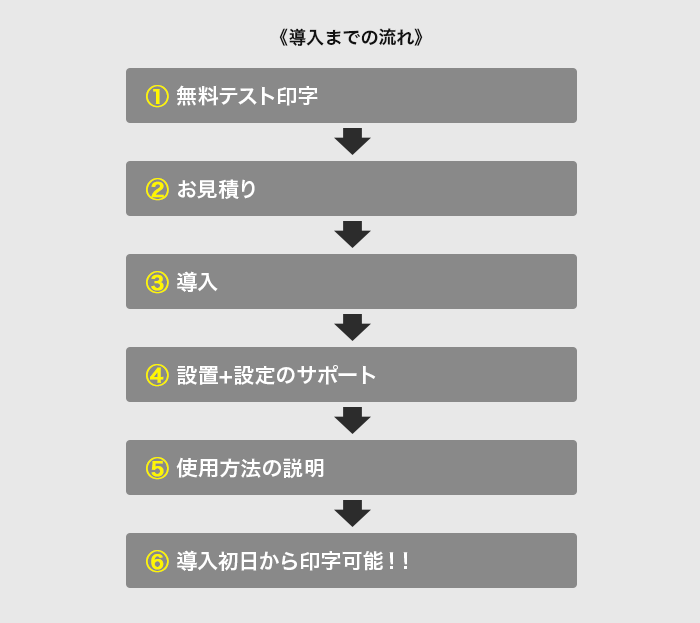 《導入までの流れ》
① 無料テスト印字
② お見積り
③ 導入
④ 設置+設定のサポート
⑤ 使用方法の説明
⑥ 導入初日から印字可能！！